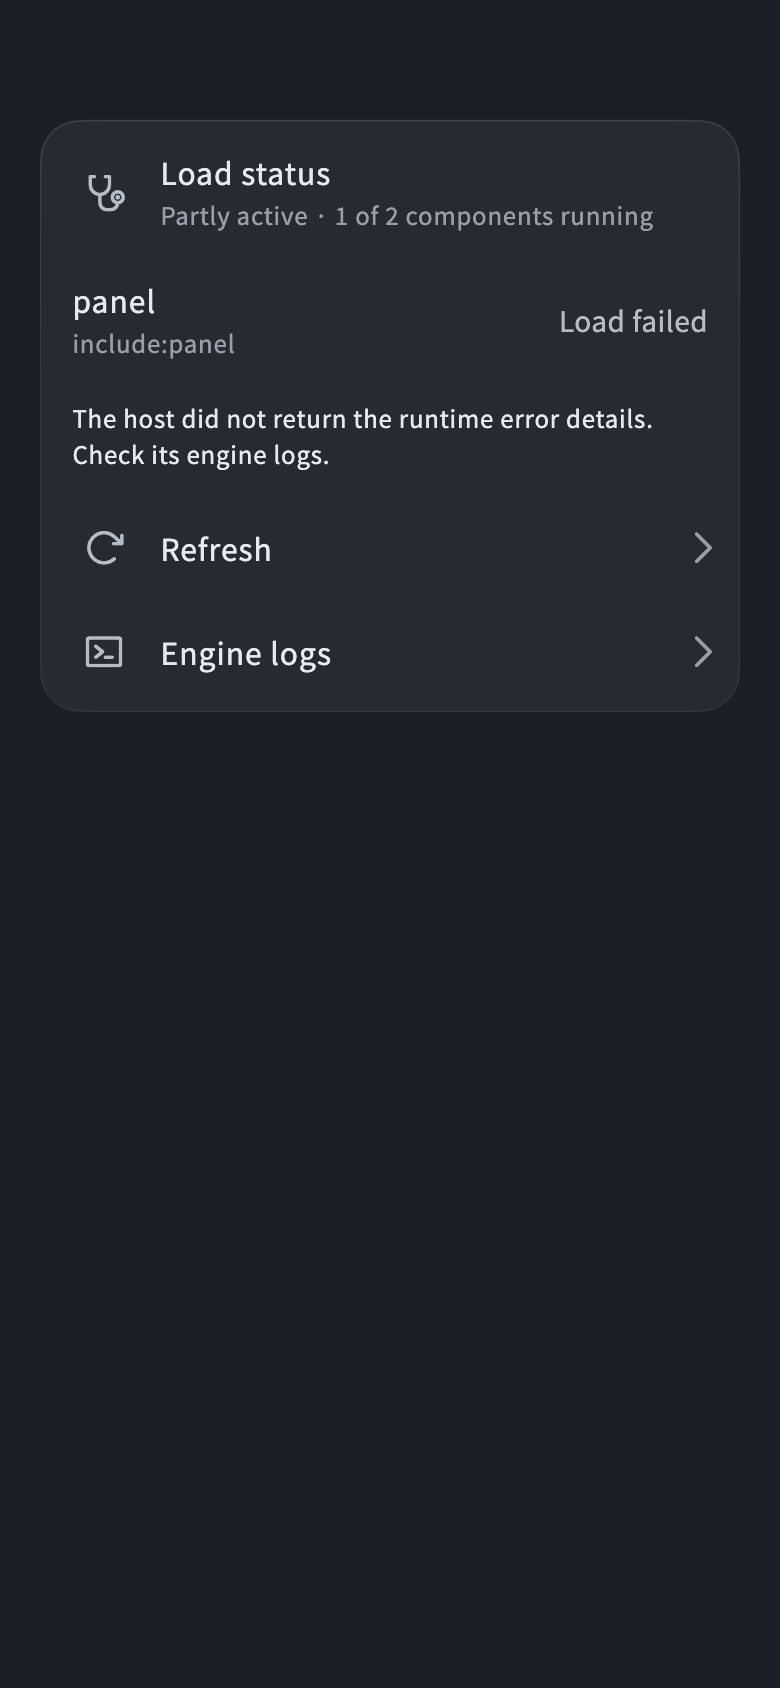 Load status
Partly active · 1 of 2 components running
panel
include:panel
Load failed
The host did not return the runtime error details.
Check its engine logs.
Refresh
Engine logs